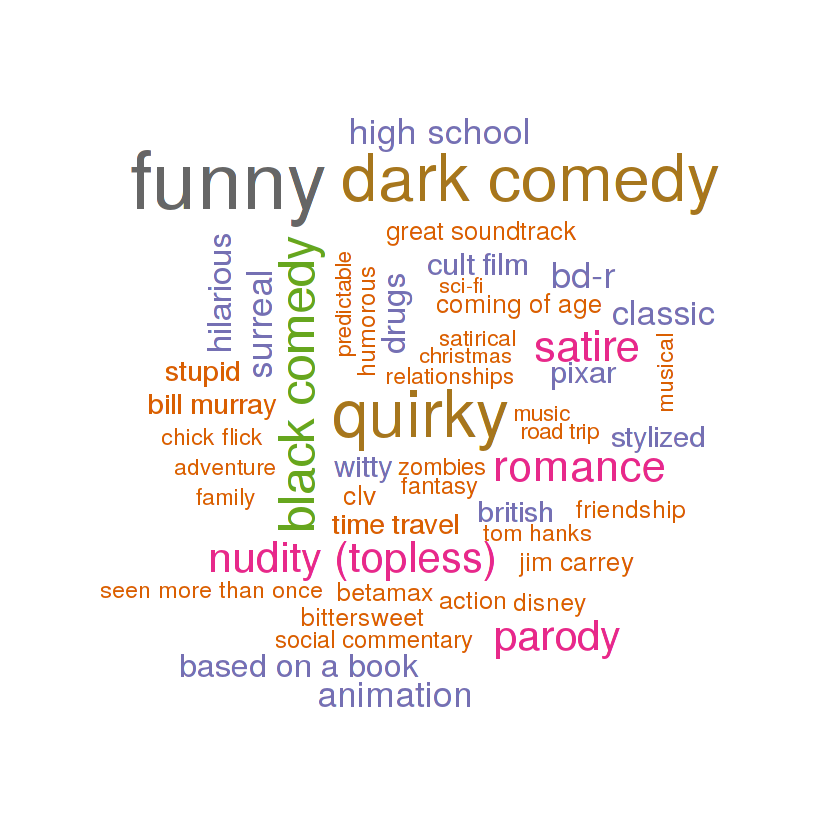 high school
funny
dark comedy
great soundtrack
hilarious
surreal
black comedy
predictable
humorous
drugs
cult film
bd-r
sci-fi
coming of age
classic
satirical
satire
christmas
musical
stupid
relationships
pixar
bill murray
quirky
music
chick flick
road trip
stylized
adventure
witty
zombies
romance
fantasy
family
clv
british
friendship
time travel
tom hanks
nudity (topless)
jim carrey
seen more than once
betamax
action
disney
bittersweet
social commentary
parody
based on a book
animation